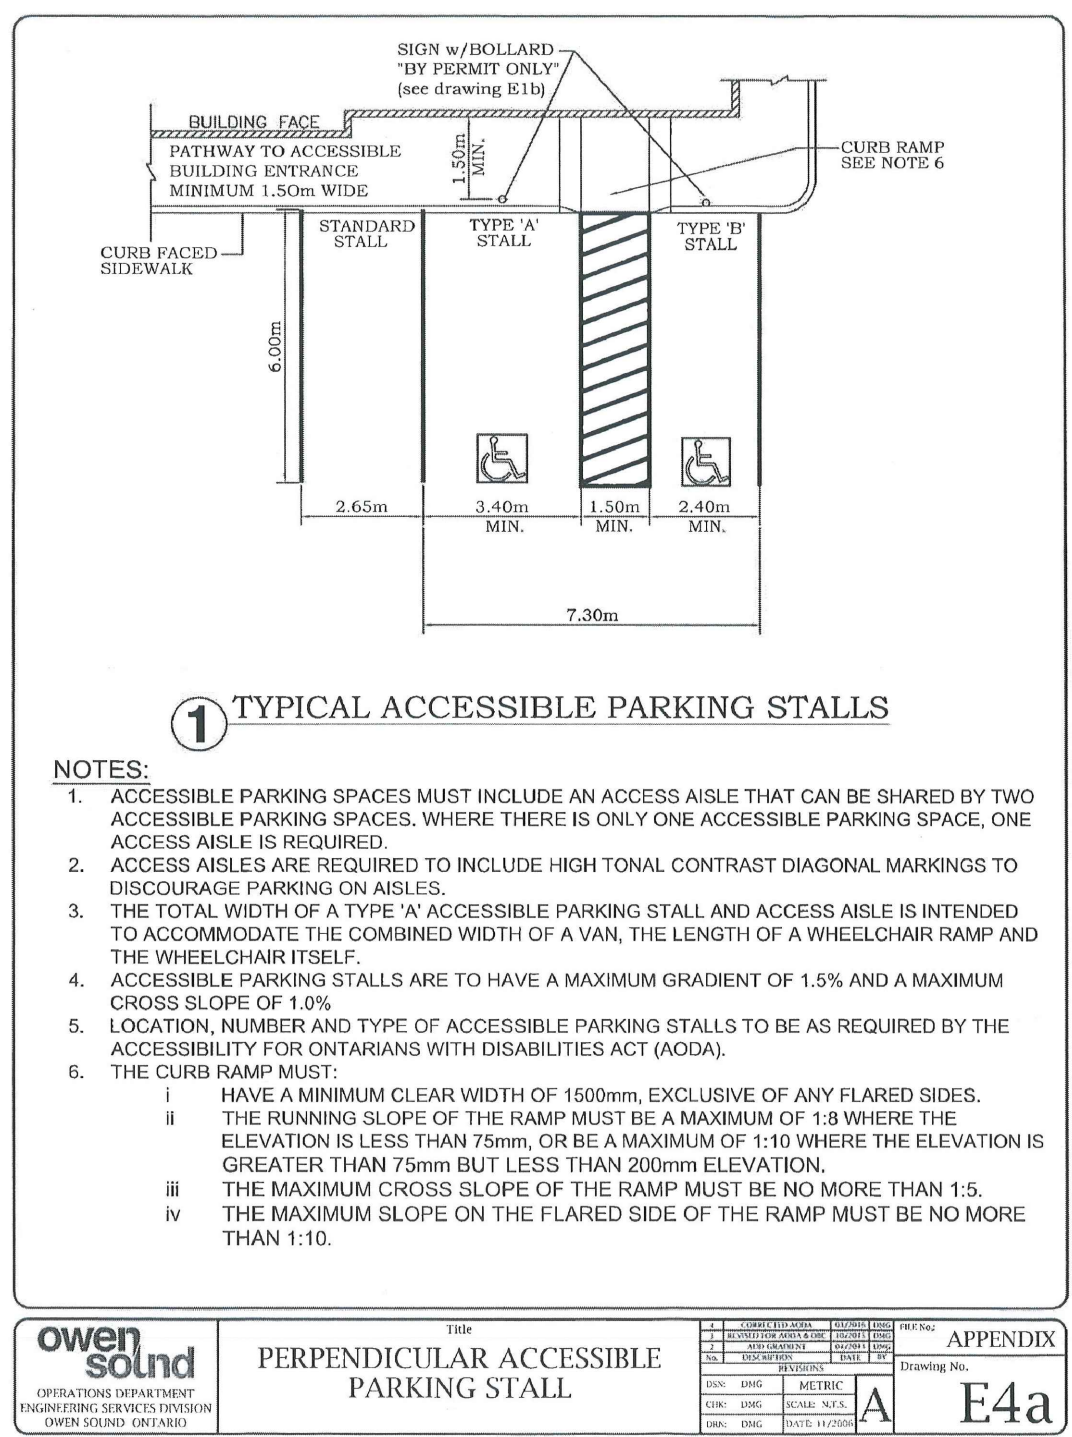 SIGN w/BOLLARD
"BY PERMIT ONLY"
(see drawing E1b)
BUILDING FACE
PATHWAY TO ACCESSIBLE
BUILDING ENTRANCE
MINIMUM 1.50m WIDE
1.50m
MIN.
CURB RAMP
SEE NOTE 6
CURB FACED
SIDEWALK
STANDARD
STALL
TYPE 'A'
STALL
TYPE 'B'
STALL
6.00m
2.65m
3.40m
MIN.
1.50m
MIN.
2.40m
MIN.
7.30m
1 TYPICAL ACCESSIBLE PARKING STALLS
NOTES:
1. ACCESSIBLE PARKING SPACES MUST INCLUDE AN ACCESS AISLE THAT CAN BE SHARED BY TWO
ACCESSIBLE PARKING SPACES. WHERE THERE IS ONLY ONE ACCESSIBLE PARKING SPACE, ONE
ACCESS AISLE IS REQUIRED.
2. ACCESS AISLES ARE REQUIRED TO INCLUDE HIGH TONAL CONTRAST DIAGONAL MARKINGS TO
DISCOURAGE PARKING ON AISLES.
3. THE TOTAL WIDTH OF A TYPE 'A' ACCESSIBLE PARKING STALL AND ACCESS AISLE IS INTENDED
TO ACCOMMODATE THE COMBINED WIDTH OF A VAN, THE LENGTH OF A WHEELCHAIR RAMP AND
THE WHEELCHAIR ITSELF.
4. ACCESSIBLE PARKING STALLS ARE TO HAVE A MAXIMUM GRADIENT OF 1.5% AND A MAXIMUM
CROSS SLOPE OF 1.0%
5. LOCATION, NUMBER AND TYPE OF ACCESSIBLE PARKING STALLS TO BE AS REQUIRED BY THE
ACCESSIBILITY FOR ONTARIANS WITH DISABILITIES ACT (AODA).
6. THE CURB RAMP MUST:
i HAVE A MINIMUM CLEAR WIDTH OF 1500mm, EXCLUSIVE OF ANY FLARED SIDES.
ii THE RUNNING SLOPE OF THE RAMP MUST BE A MAXIMUM OF 1:8 WHERE THE
ELEVATION IS LESS THAN 75mm, OR BE A MAXIMUM OF 1:10 WHERE THE ELEVATION IS
GREATER THAN 75mm BUT LESS THAN 200mm ELEVATION.
iii THE MAXIMUM CROSS SLOPE OF THE RAMP MUST BE NO MORE THAN 1:5.
iv THE MAXIMUM SLOPE ON THE FLARED SIDE OF THE RAMP MUST BE NO MORE
THAN 1:10.
owen
sound
OPERATIONS DEPARTMENT
ENGINEERING SERVICES DIVISION
OWEN SOUND ONTARIO
Title
PERPENDICULAR ACCESSIBLE
PARKING STALL
4 CORRECTED AODA 03/2016 DMG
3 REVISED FOR AODA & OBC 10/2015 DMG
2 ADD GRADIENT DMG
No. DESCRIPTION DATE BY
REVISIONS
DSN: DMG METRIC
CHK: DMG SCALE: N.T.S.
DRN: DMG DATE: 11/2006
A
FILE No.:
APPENDIX
Drawing No.
E4a